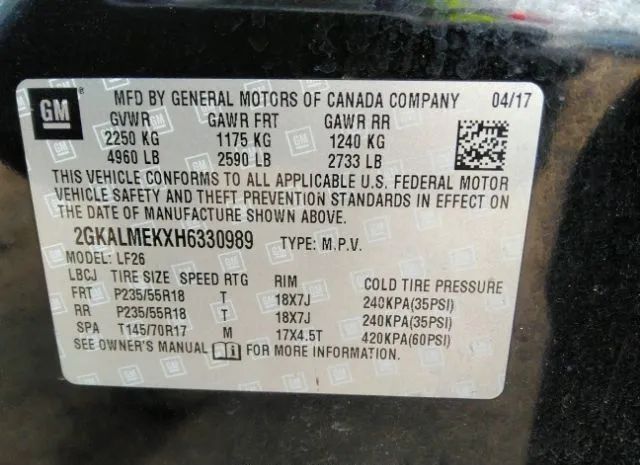 GM ® MFD BY GENERAL MOTORS OF CANADA COMPANY 04/17
GVWR GAWR FRT GAWR RR
2250 KG 1175 KG 1240 KG
4960 LB 2590 LB 2733 LB
THIS VEHICLE CONFORMS TO ALL APPLICABLE U.S. FEDERAL MOTOR
VEHICLE SAFETY AND THEFT PREVENTION STANDARDS IN EFFECT ON
THE DATE OF MANUFACTURE SHOWN ABOVE.
2GKALMEKXH6330989 TYPE: M.P.V.
MODEL: LF26
LBCJ TIRE SIZE SPEED RTG RIM COLD TIRE PRESSURE
FRT P235/55R18 T 18X7J 240KPA(35PSI)
RR P235/55R18 T 18X7J 240KPA(35PSI)
SPA T145/70R17 M 17X4.5T 420KPA(60PSI)
SEE OWNER'S MANUAL FOR MORE INFORMATION.